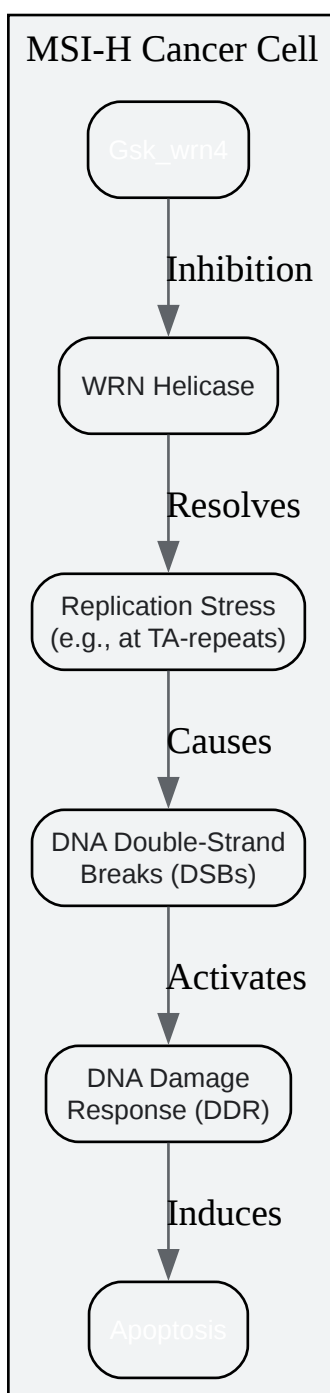 MSI-H Cancer Cell
Gsk_wrn4
Inhibition
WRN Helicase
Resolves
Replication Stress
(e.g., at TA-repeats)
Causes
DNA Double-Strand
Breaks (DSBs)
Activates
DNA Damage
Response (DDR)
Induces
Apoptosis